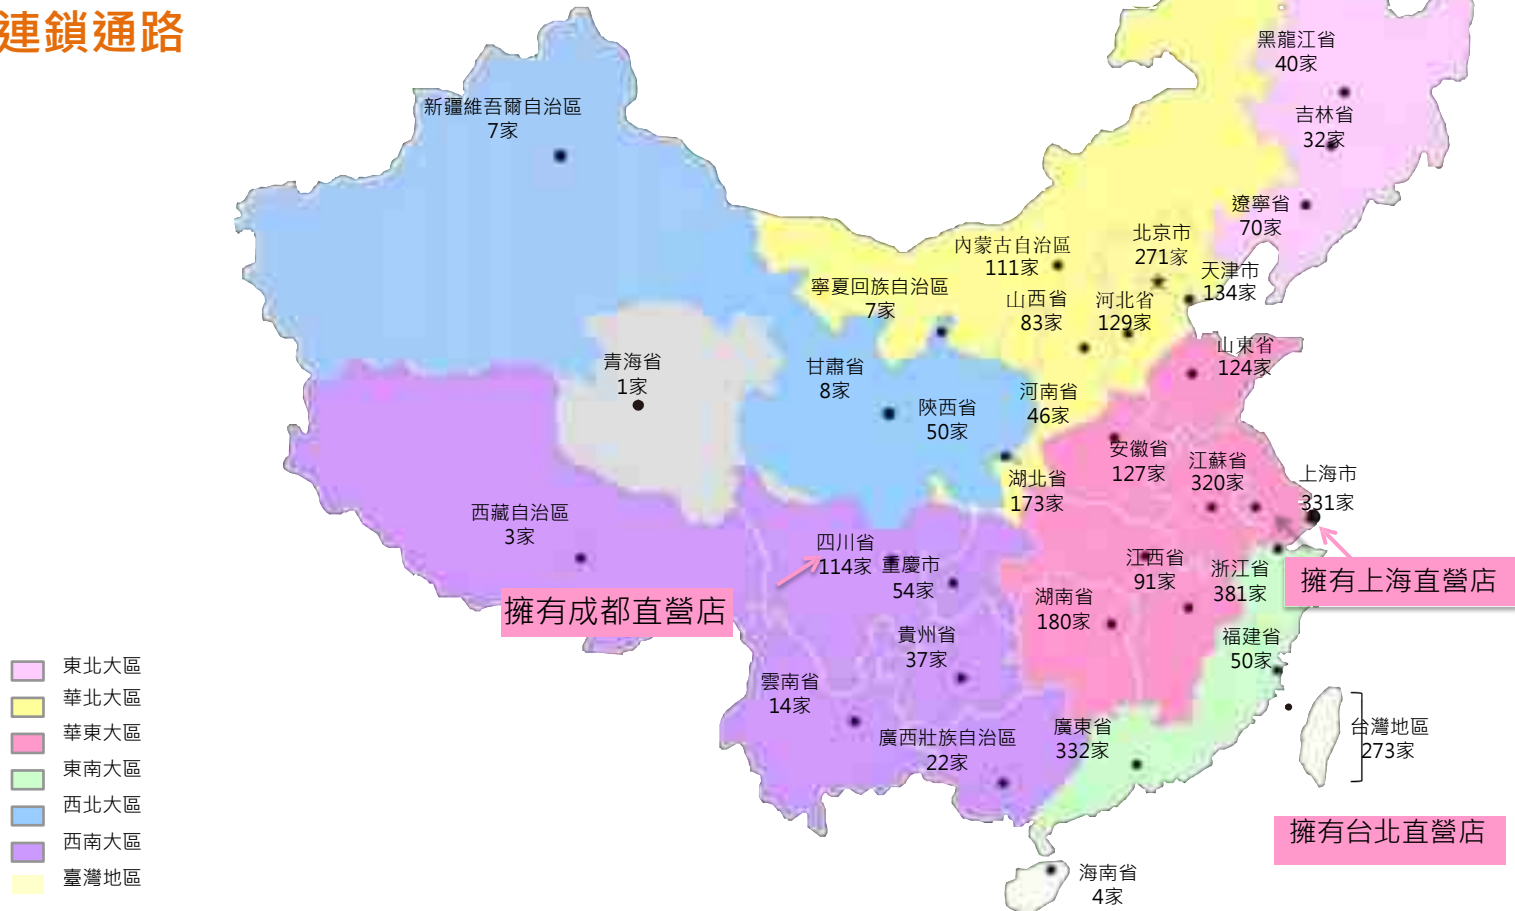 連鎖通路
黑龍江省
40家
吉林省
32家
遼寧省
70家
新疆維吾爾自治區
7家
北京市
271家
內蒙古自治區
111家
天津市
134家
寧夏回族自治區
7家
山西省
83家
河北省
129家
山東省
124家
青海省
1家
甘肅省
8家
河南省
46家
陝西省
50家
安徽省
127家
江蘇省
320家
上海市
331家
湖北省
173家
西藏自治區
3家
四川省
114家
重慶市
54家
江西省
91家
浙江省
381家
擁有上海直營店
擁有成都直營店
湖南省
180家
貴州省
37家
福建省
50家
雲南省
14家
廣西壯族自治區
22家
廣東省
332家
台灣地區
273家
擁有台北直營店
海南省
4家
東北大區
華北大區
華東大區
東南大區
西北大區
西南大區
臺灣地區